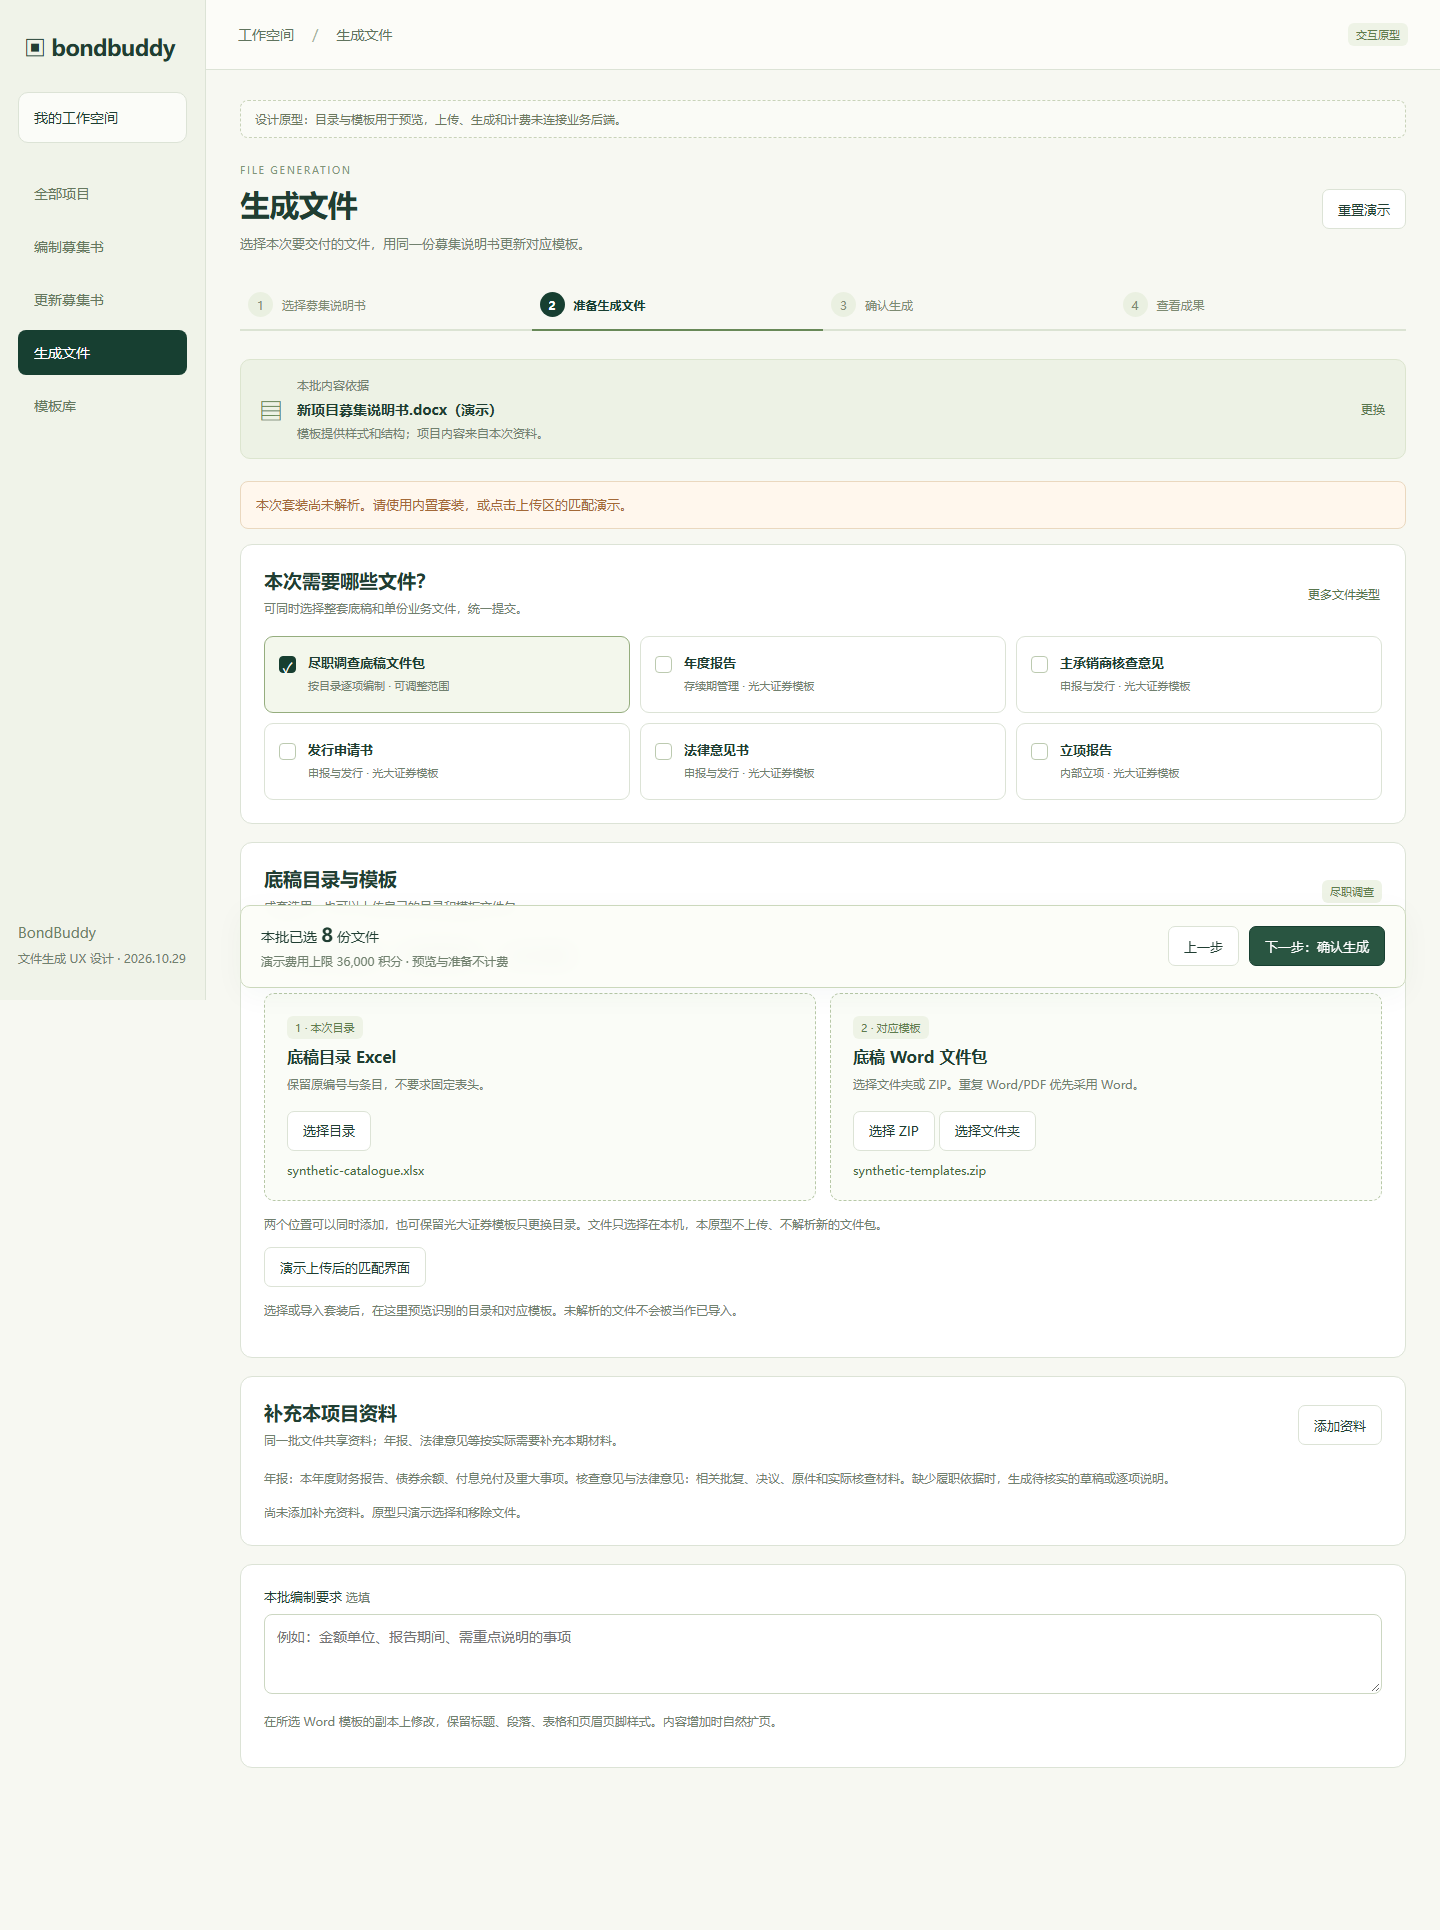 bondbuddy
我的工作空间
全部项目
编制募集书
更新募集书
生成文件
模板库
BondBuddy
文件生成 UX 设计 · 2026.10.29
工作空间 / 生成文件
交互原型
设计原型：目录与模板用于预览，上传、生成和计费未连接业务后端。
FILE GENERATION
生成文件
选择本次要交付的文件，用同一份募集说明书更新对应模板。
重置演示
1 选择募集说明书
2 准备生成文件
3 确认生成
4 查看成果
本批内容依据
新项目募集说明书.docx（演示）
模板提供样式和结构；项目内容来自本次资料。
更换
本次套装尚未解析。请使用内置套装，或点击上传区的匹配演示。
本次需要哪些文件？
可同时选择整套底稿和单份业务文件，统一提交。
更多文件类型
尽职调查底稿文件包
按目录逐项编制 · 可调整范围
年度报告
存续期管理 · 光大证券模板
主承销商核查意见
申报与发行 · 光大证券模板
发行申请书
申报与发行 · 光大证券模板
法律意见书
申报与发行 · 光大证券模板
立项报告
内部立项 · 光大证券模板
底稿目录与模板
尽职调查
本批已选 8 份文件
演示费用上限 36,000 积分 · 预览与准备不计费
上一步
下一步：确认生成
1 · 本次目录
底稿目录 Excel
保留原编号与条目，不要求固定表头。
选择目录
synthetic-catalogue.xlsx
2 · 对应模板
底稿 Word 文件包
选择文件夹或 ZIP。重复 Word/PDF 优先采用 Word。
选择 ZIP
选择文件夹
synthetic-templates.zip
两个位置可以同时添加，也可保留光大证券模板只更换目录。文件只选择在本机，本原型不上传、不解析新的文件包。
演示上传后的匹配界面
选择或导入套装后，在这里预览识别的目录和对应模板。未解析的文件不会被当作已导入。
补充本项目资料
同一批文件共享资料；年报、法律意见等按实际需要补充本期材料。
添加资料
年报：本年度财务报告、债券余额、付息兑付及重大事项。核查意见与法律意见：相关批复、决议、原件和实际核查材料。缺少履职依据时，生成待核实的草稿或逐项说明。
尚未添加补充资料。原型只演示选择和移除文件。
本批编制要求 选填
例如：金额单位、报告期间、需重点说明的事项
在所选 Word 模板的副本上修改，保留标题、段落、表格和页眉页脚样式。内容增加时自然扩页。